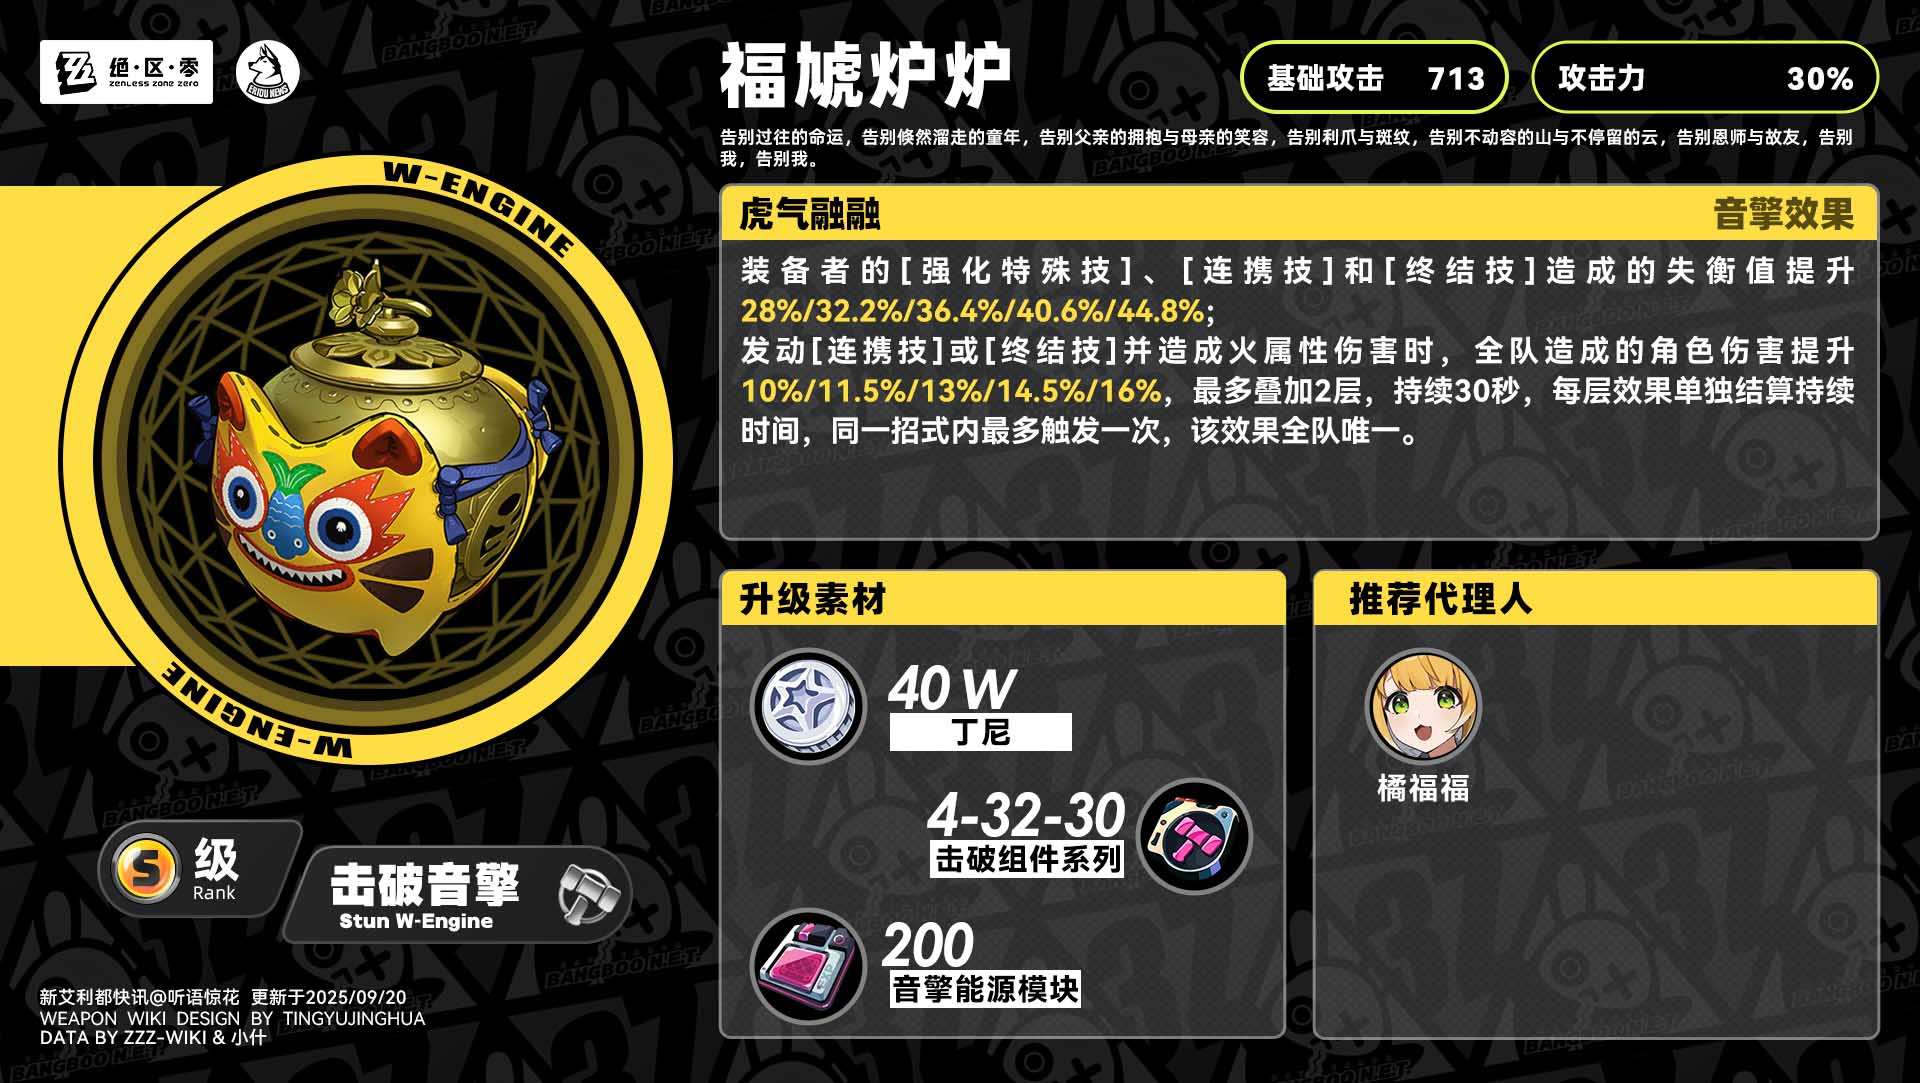 绝·区·零
ZENLESS ZONE ZERO
ERIDU NEWS
福虣炉炉
基础攻击 713
攻击力 30%
告别过往的命运，告别倏然溜走的童年，告别父亲的拥抱与母亲的笑容，告别利爪与斑纹，告别不动容的山与不停留的云，告别恩师与故友，告别
我，告别我。
W-ENGINE
W-ENGINE
虎气融融
音擎效果
装备者的[强化特殊技]、[连携技]和[终结技]造成的失衡值提升
28%/32.2%/36.4%/40.6%/44.8%;
发动[连携技]或[终结技]并造成火属性伤害时，全队造成的角色伤害提升
10%/11.5%/13%/14.5%/16%，最多叠加2层，持续30秒，每层效果单独结算持续
时间，同一招式内最多触发一次，该效果全队唯一。
升级素材
40 W
丁尼
4-32-30
击破组件系列
200
音擎能源模块
推荐代理人
橘福福
S 级
Rank
击破音擎
Stun W-Engine
新艾利都快讯@听语惊花 更新于2025/09/20
WEAPON WIKI DESIGN BY TINGYUJINGHUA
DATA BY ZZZ-WIKI & 小什
BANGBOO N.E.T.